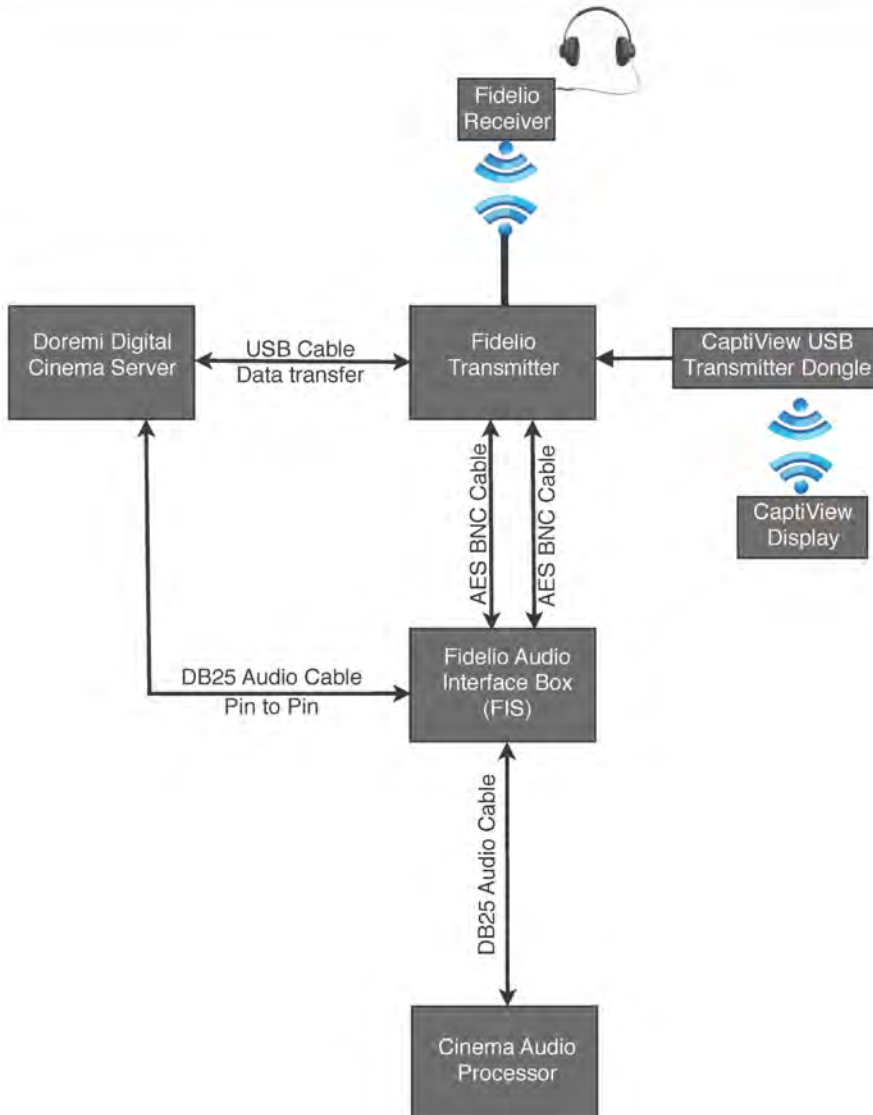 Fidelio
Receiver
Doremi Digital
Cinema Server
USB Cable
Data transfer
Fidelio
Transmitter
CaptiView USB
Transmitter Dongle
CaptiView
Display
AES BNC Cable
AES BNC Cable
DB25 Audio Cable
Pin to Pin
Fidelio Audio
Interface Box
(FIS)
DB25 Audio Cable
Cinema Audio
Processor